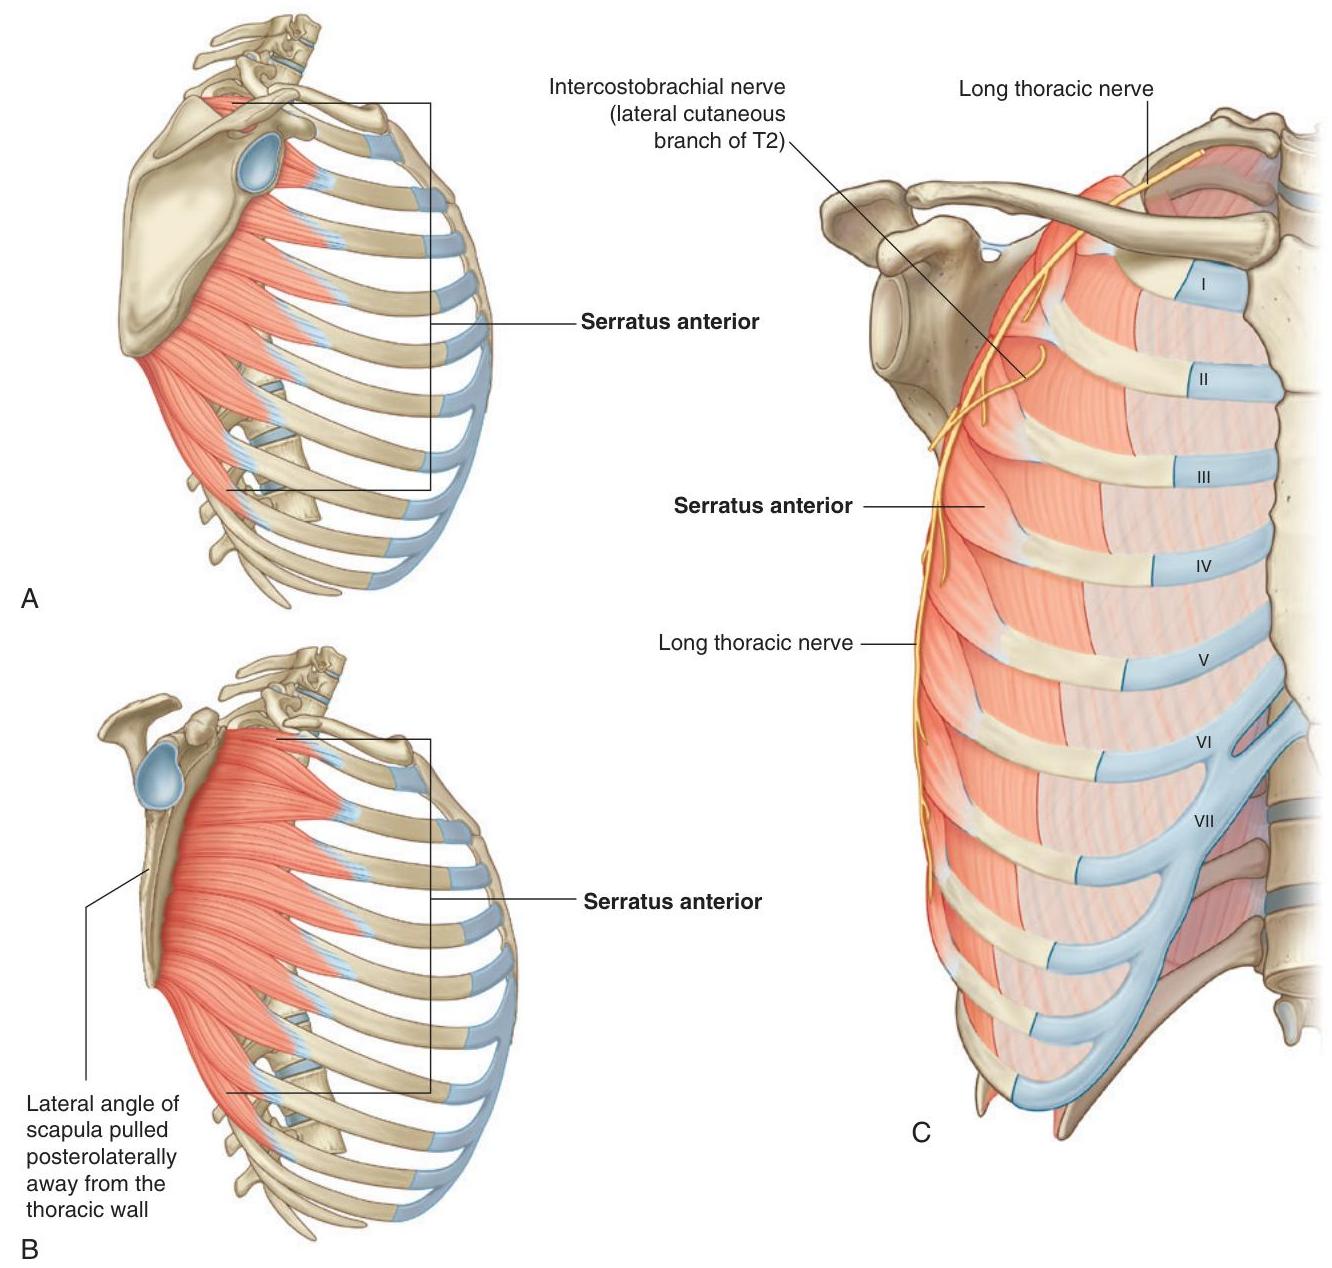 Intercostobrachial nerve
(lateral cutaneous
branch of T2)
Long thoracic nerve
Serratus anterior
A
I
II
III
Serratus anterior
IV
Long thoracic nerve
V
VI
VII
Serratus anterior
Lateral angle of
scapula pulled
posterolaterally
away from the
thoracic wall
B
C